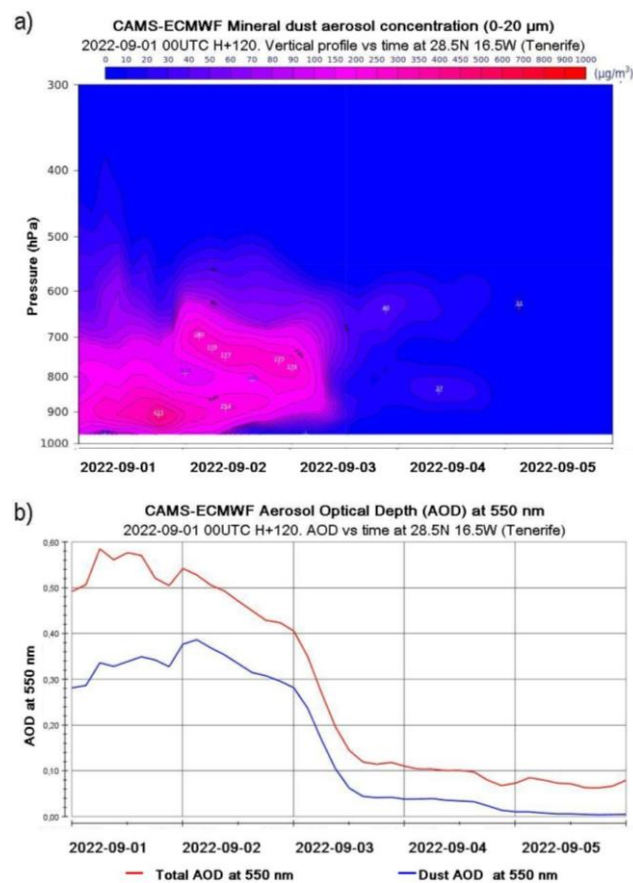 a)
CAMS-ECMWF Mineral dust aerosol concentration (0-20 µm)
2022-09-01 00UTC H+120. Vertical profile vs time at 28.5N 16.5W (Tenerife)
0 10 20 30 40 50 60 70 80 90 100 150 200 250 300 350 400 450 500 600 700 800 900 1000
(µg/m³)
300
400
500
600
700
800
900
1000
Pressure (hPa)
2022-09-01 2022-09-02 2022-09-03 2022-09-04 2022-09-05
b)
CAMS-ECMWF Aerosol Optical Depth (AOD) at 550 nm
2022-09-01 00UTC H+120. AOD vs time at 28.5N 16.5W (Tenerife)
0,60
0,50
0,40
0,30
0,20
0,10
0,00
AOD at 550 nm
2022-09-01 2022-09-02 2022-09-03 2022-09-04 2022-09-05
Total AOD at 550 nm Dust AOD at 550 nm